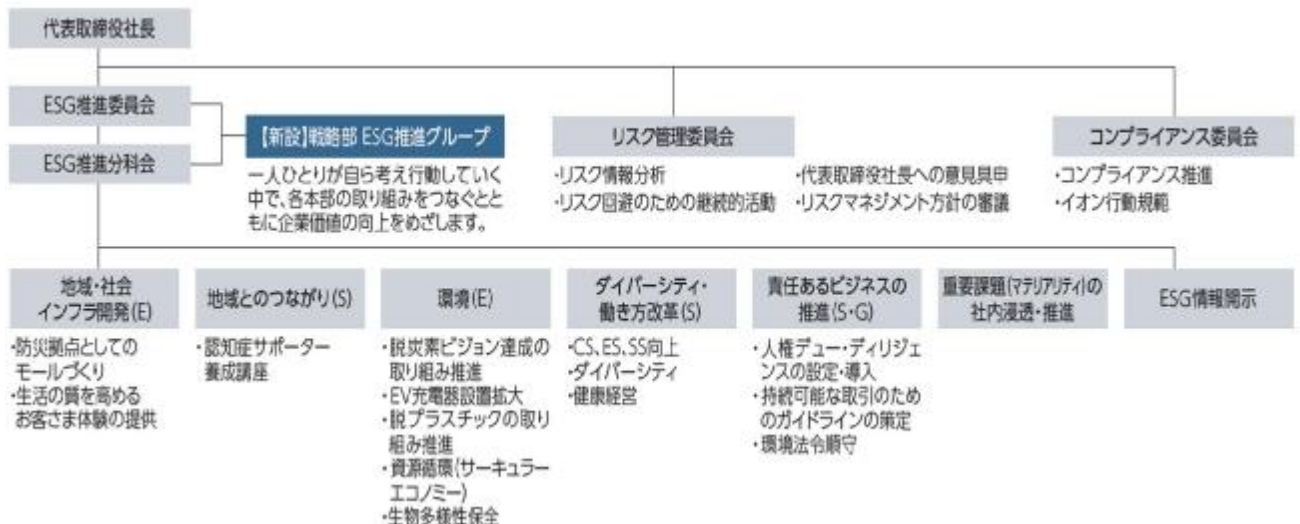 代表取締役社長
ESG推進委員会
ESG推進分科会
【新設】戦略部 ESG推進グループ
一人ひとりが自ら考え行動していく
中で、各本部の取り組みをつなぐとと
もに企業価値の向上をめざします。
リスク管理委員会
・リスク情報分析
・リスク回避のための継続的活動
・代表取締役社長への意見具申
・リスクマネジメント方針の審議
コンプライアンス委員会
・コンプライアンス推進
・イオン行動規範
地域・社会
インフラ開発(E)
・防災拠点としての
モールづくり
・生活の質を高める
お客さま体験の提供
地域とのつながり(S)
・認知症サポーター
養成講座
環境(E)
・脱炭素ビジョン達成の
取り組み推進
・EV充電器設置拡大
・脱プラスチックの取り
組み推進
・資源循環(サーキュラー
エコノミー)
・生物多様性保全
ダイバーシティ・
働き方改革(S)
・CS、ES、SS向上
・ダイバーシティ
・健康経営
責任あるビジネスの
推進(S・G)
・人権デュー・ディリジェ
ンスの設定・導入
・持続可能な取引のため
のガイドラインの策定
・環境法令順守
重要課題(マテリアリティ)の
社内浸透・推進
ESG情報開示